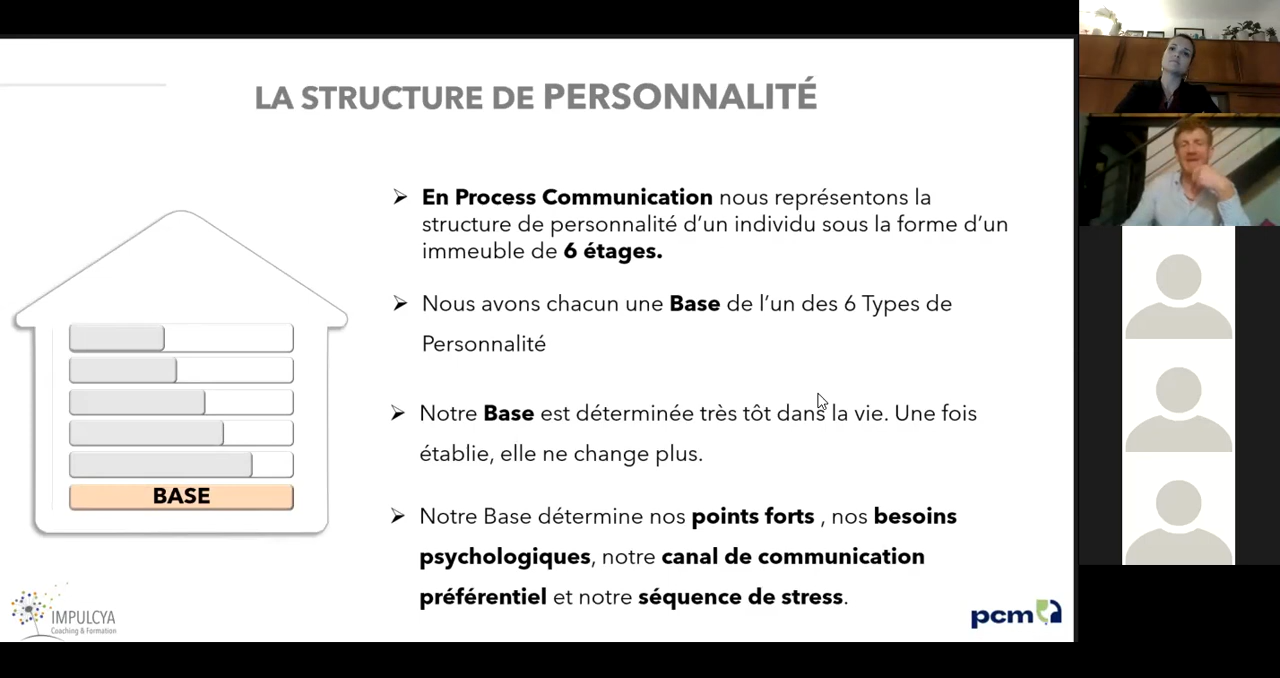 LA STRUCTURE DE PERSONNALITÉ
➢ En Process Communication nous représentons la
structure de personnalité d’un individu sous la forme d’un
immeuble de 6 étages.
➢ Nous avons chacun une Base de l’un des 6 Types de
Personnalité
➢ Notre Base est déterminée très tôt dans la vie. Une fois
établie, elle ne change plus.
➢ Notre Base détermine nos points forts , nos besoins
psychologiques, notre canal de communication
préférentiel et notre séquence de stress.
BASE
IMPULCYA
Coaching & Formation
pcm